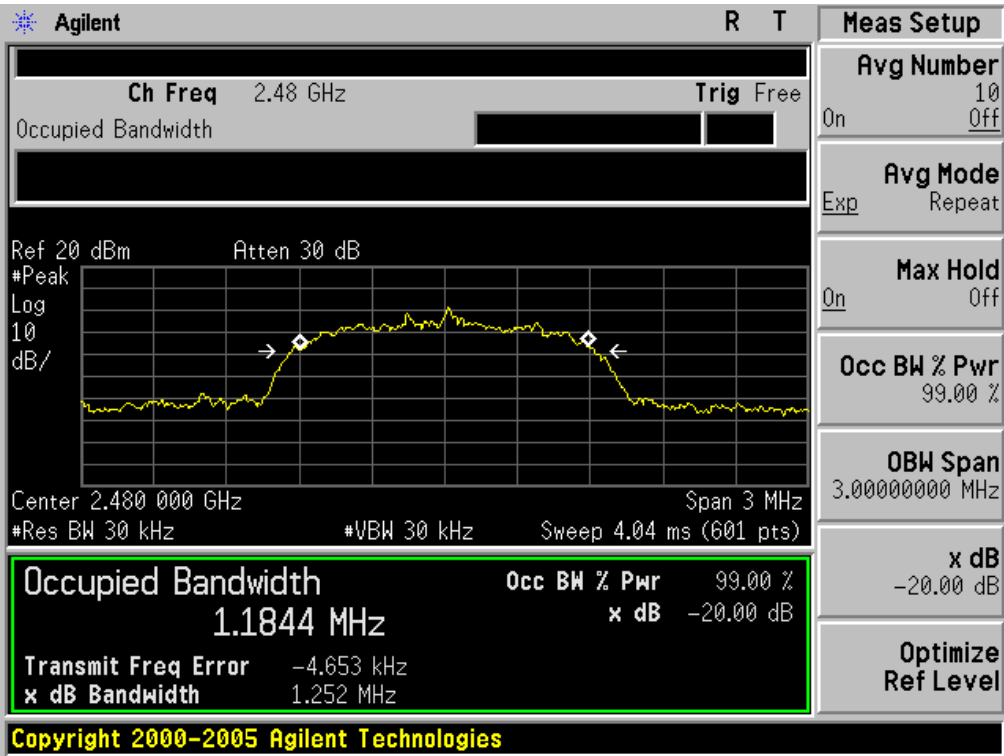 Agilent R T
Ch Freq 2.48 GHz Trig Free
Occupied Bandwidth
Ref 20 dBm Atten 30 dB
#Peak
Log
10
dB/
Center 2.480 000 GHz Span 3 MHz
#Res BW 30 kHz #VBW 30 kHz Sweep 4.04 ms (601 pts)
Occupied Bandwidth Occ BW % Pwr 99.00 %
1.1844 MHz x dB -20.00 dB
Transmit Freq Error -4.653 kHz
x dB Bandwidth 1.252 MHz
Copyright 2000-2005 Agilent Technologies
Meas Setup
Avg Number
10
On Off
Avg Mode
Exp Repeat
Max Hold
On Off
Occ BW % Pwr
99.00 %
OBW Span
3.00000000 MHz
x dB
-20.00 dB
Optimize
Ref Level